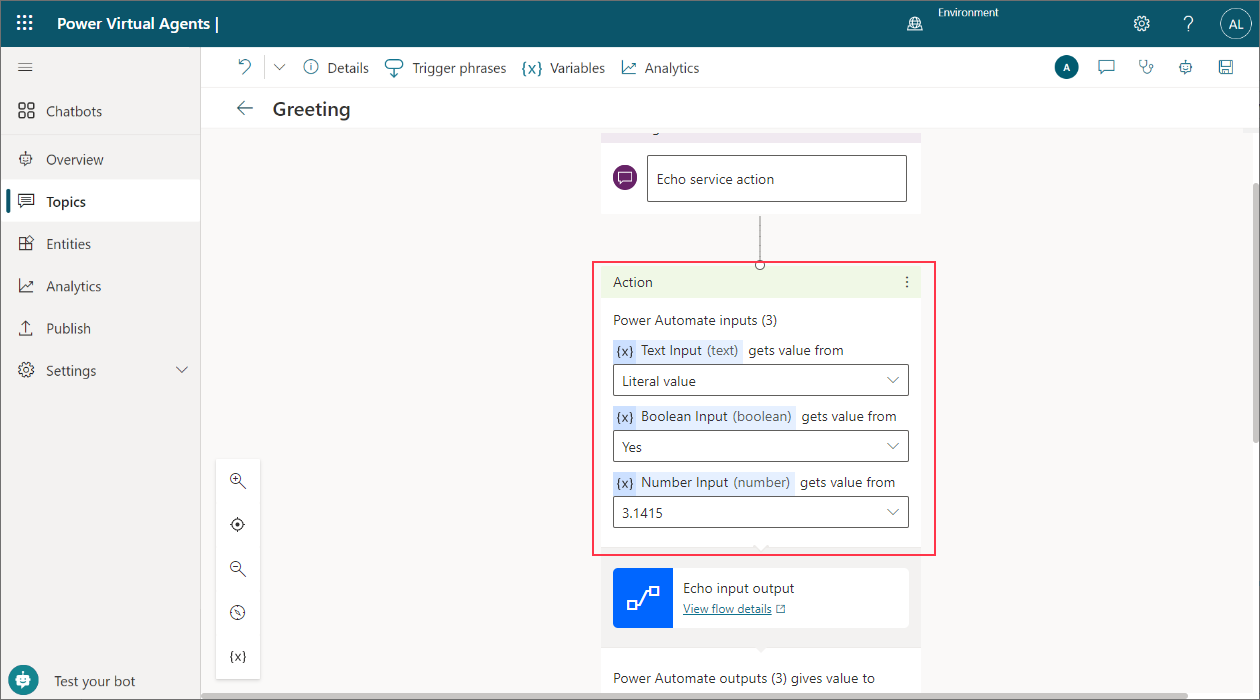 Power Virtual Agents |
Environment
AL
Details
Trigger phrases
{x} Variables
Analytics
A
Greeting
Chatbots
Overview
Topics
Entities
Analytics
Publish
Settings
Test your bot
Echo service action
Action
Power Automate inputs (3)
{x} Text Input (text) gets value from
Literal value
{x} Boolean Input (boolean) gets value from
Yes
{x} Number Input (number) gets value from
3.1415
Echo input output
View flow details
{x}
Power Automate outputs (3) gives value to